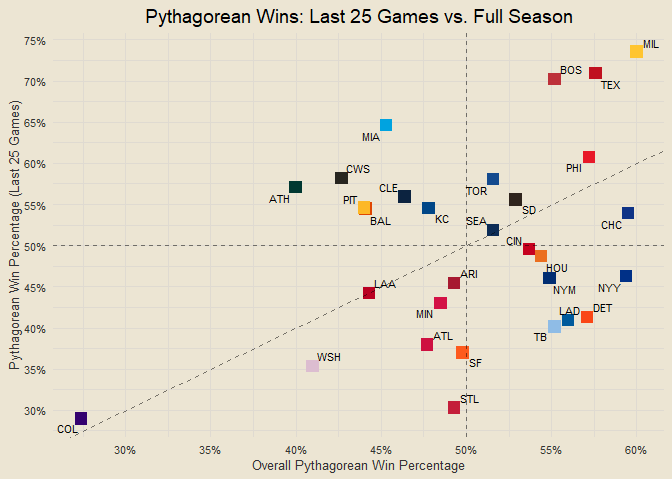 Pythagorean Wins: Last 25 Games vs. Full Season
Pythagorean Win Percentage (Last 25 Games)
75%
70%
65%
60%
55%
50%
45%
40%
35%
30%
MIL
BOS
TEX
MIA
PHI
CWS
ATH
CLE
TOR
PIT
BAL
KC
SD
SEA
CHC
CIN
HOU
ARI
LAA
NYM
NYY
MIN
LAD
DET
TB
ATL
WSH
SF
STL
COL
30%
35%
40%
45%
50%
55%
60%
Overall Pythagorean Win Percentage